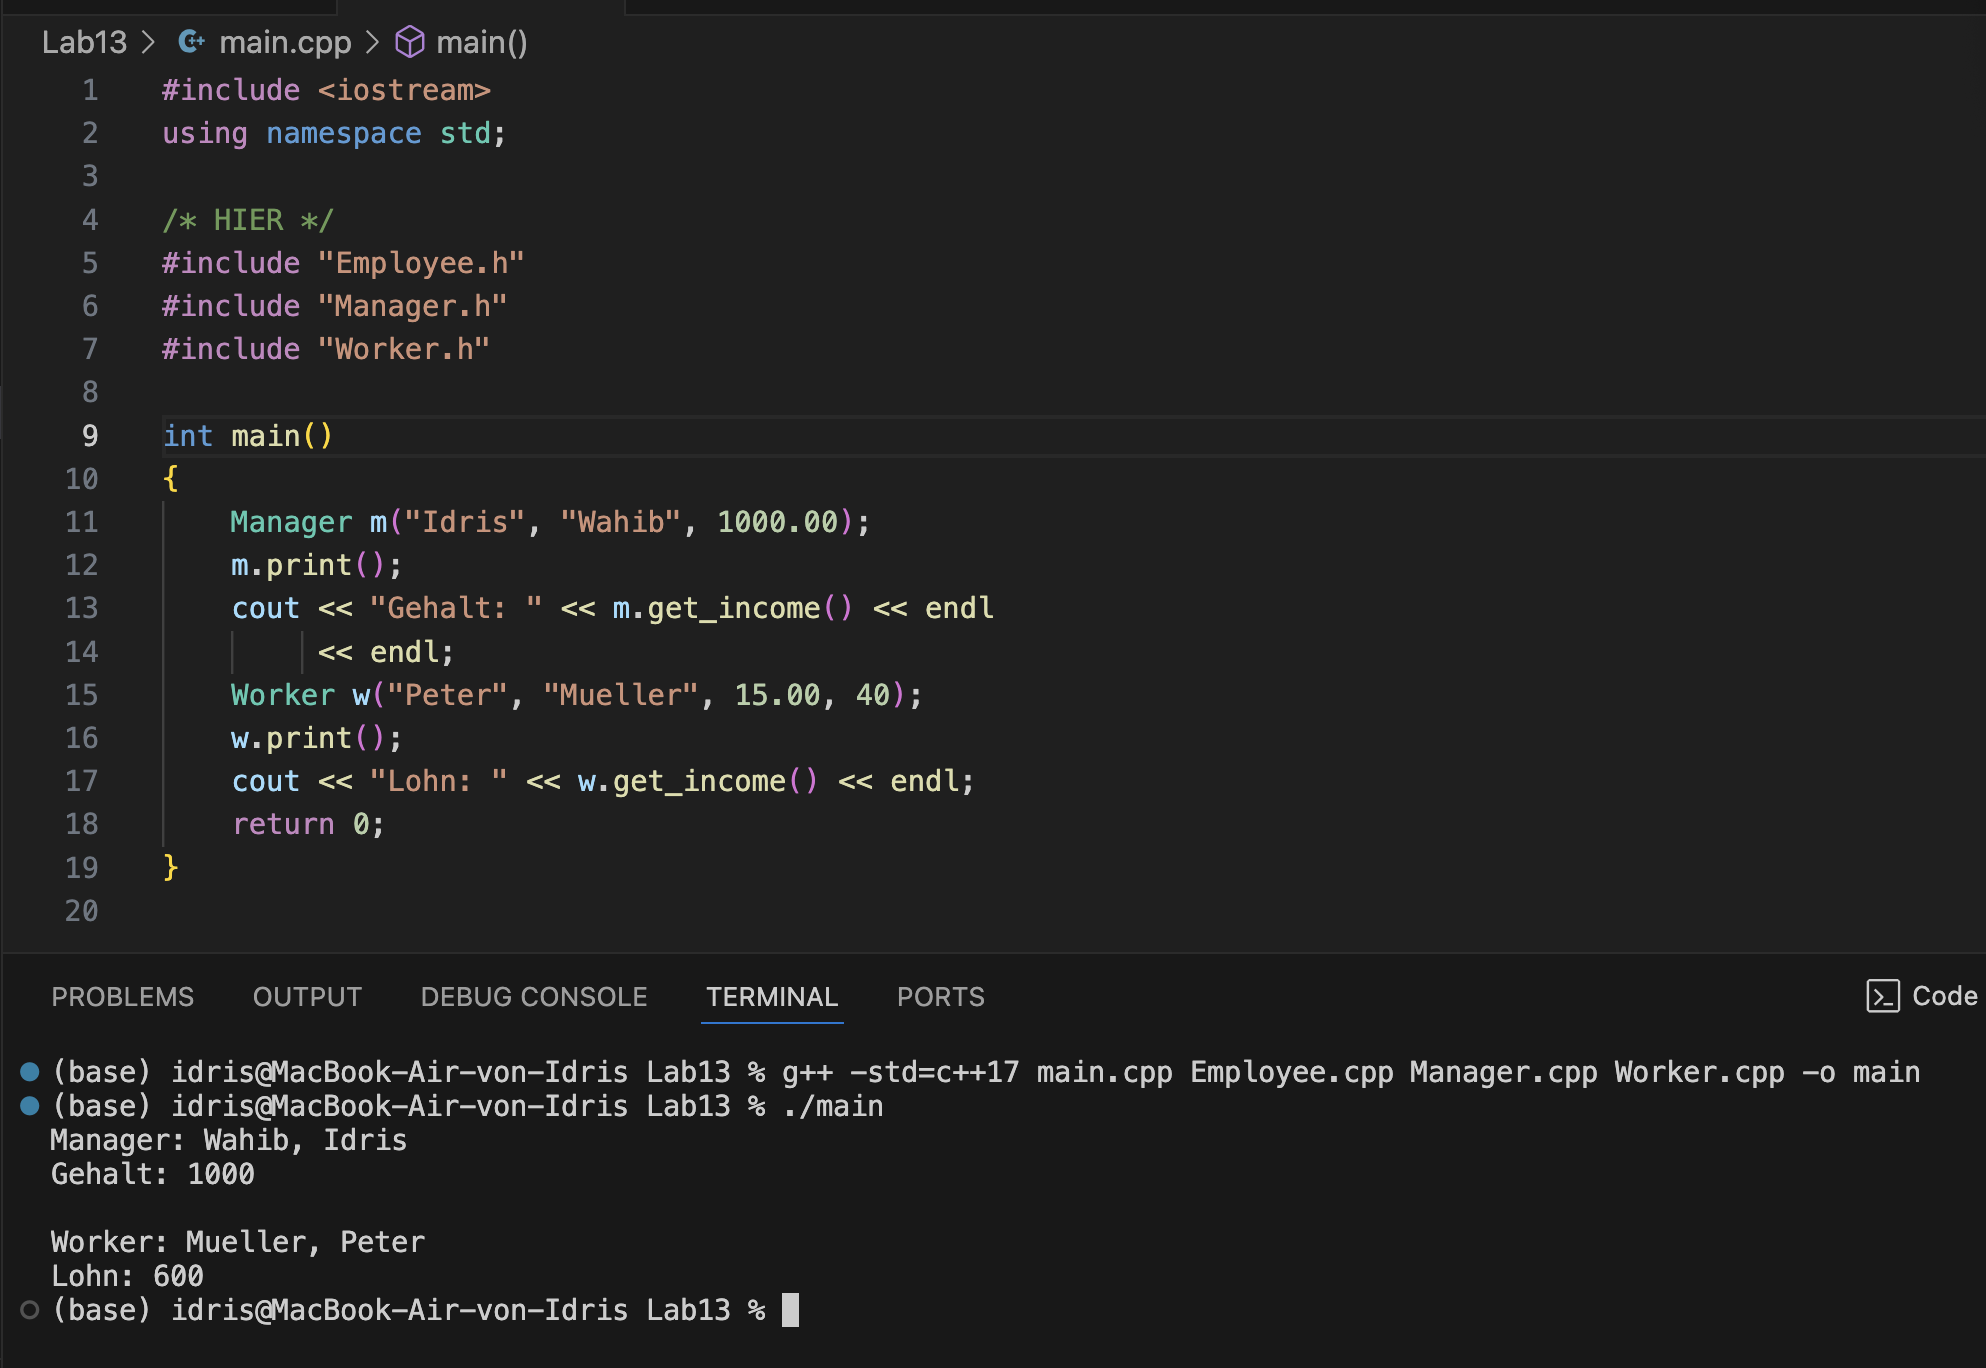 Lab13 > main.cpp > main()
1 #include <iostream>
2 using namespace std;
3
4 /* HIER */
5 #include "Employee.h"
6 #include "Manager.h"
7 #include "Worker.h"
8
9 int main()
10 {
11     Manager m("Idris", "Wahib", 1000.00);
12     m.print();
13     cout << "Gehalt: " << m.get_income() << endl
14          << endl;
15     Worker w("Peter", "Mueller", 15.00, 40);
16     w.print();
17     cout << "Lohn: " << w.get_income() << endl;
18     return 0;
19 }
20
PROBLEMS OUTPUT DEBUG CONSOLE TERMINAL PORTS Code
(base) idris@MacBook-Air-von-Idris Lab13 % g++ -std=c++17 main.cpp Employee.cpp Manager.cpp Worker.cpp -o main
(base) idris@MacBook-Air-von-Idris Lab13 % ./main
Manager: Wahib, Idris
Gehalt: 1000

Worker: Mueller, Peter
Lohn: 600
(base) idris@MacBook-Air-von-Idris Lab13 %